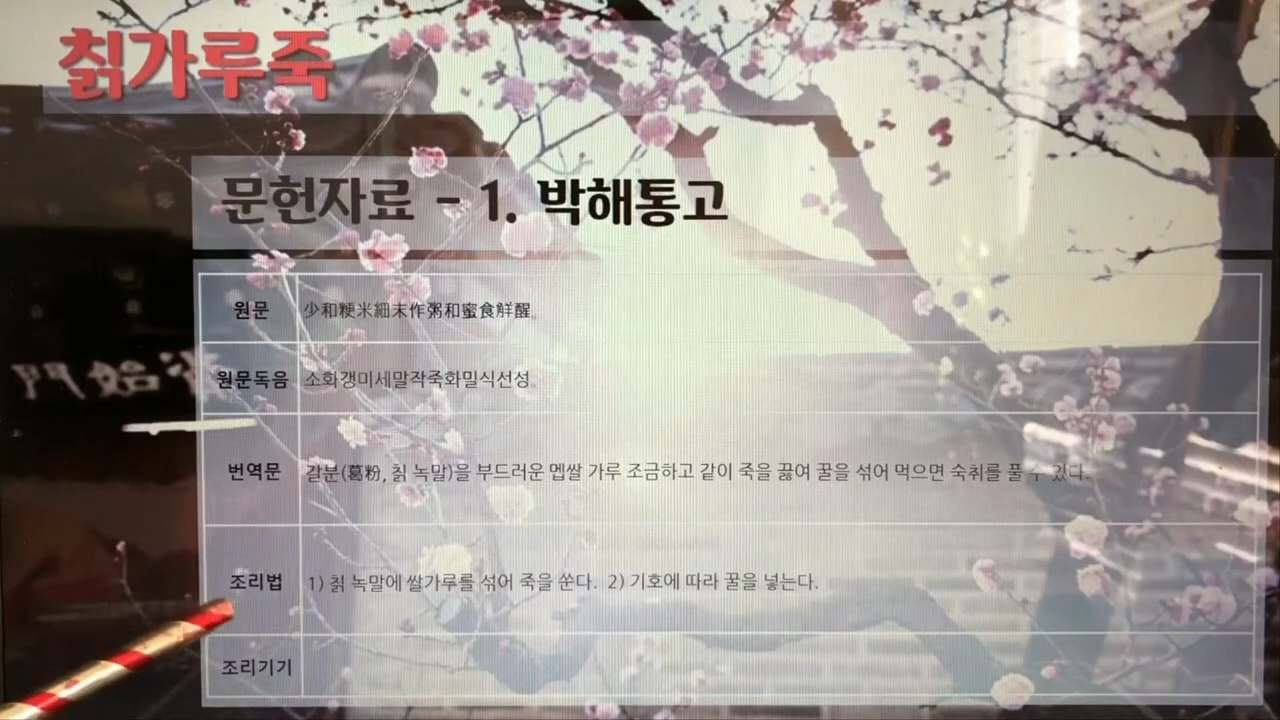 칡가루죽
문헌자료 - 1. 박해통고
원문 少和粳米細末作粥和蜜食觧醒。
원문독음 소화갱미세말작죽화밀식선성。
번역문 갈분(葛粉, 칡 녹말)을 부드러운 멥쌀 가루 조금하고 같이 죽을 끓여 꿀을 섞어 먹으면 숙취를 풀 수 있다.
조리법 1) 칡 녹말에 쌀가루를 섞어 죽을 쑨다. 2) 기호에 따라 꿀을 넣는다.
조리기기